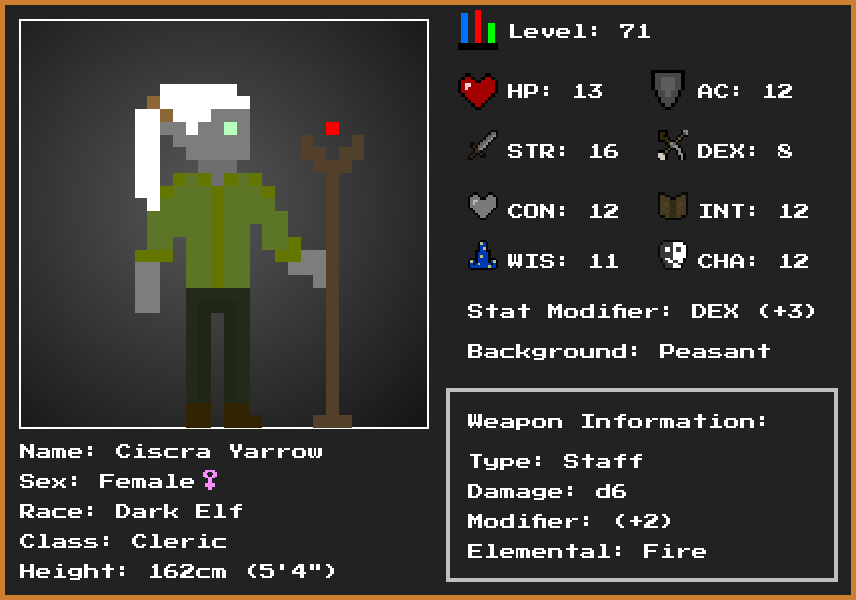 Level: 71
HP: 13
AC: 12
STR: 16
DEX: 8
CON: 12
INT: 12
WIS: 11
CHA: 12
Stat Modifier: DEX (+3)
Background: Peasant
Weapon Information:
Type: Staff
Damage: d6
Modifier: (+2)
Elemental: Fire
Name: Ciscra Yarrow
Sex: Female♀
Race: Dark Elf
Class: Cleric
Height: 162cm (5'4")